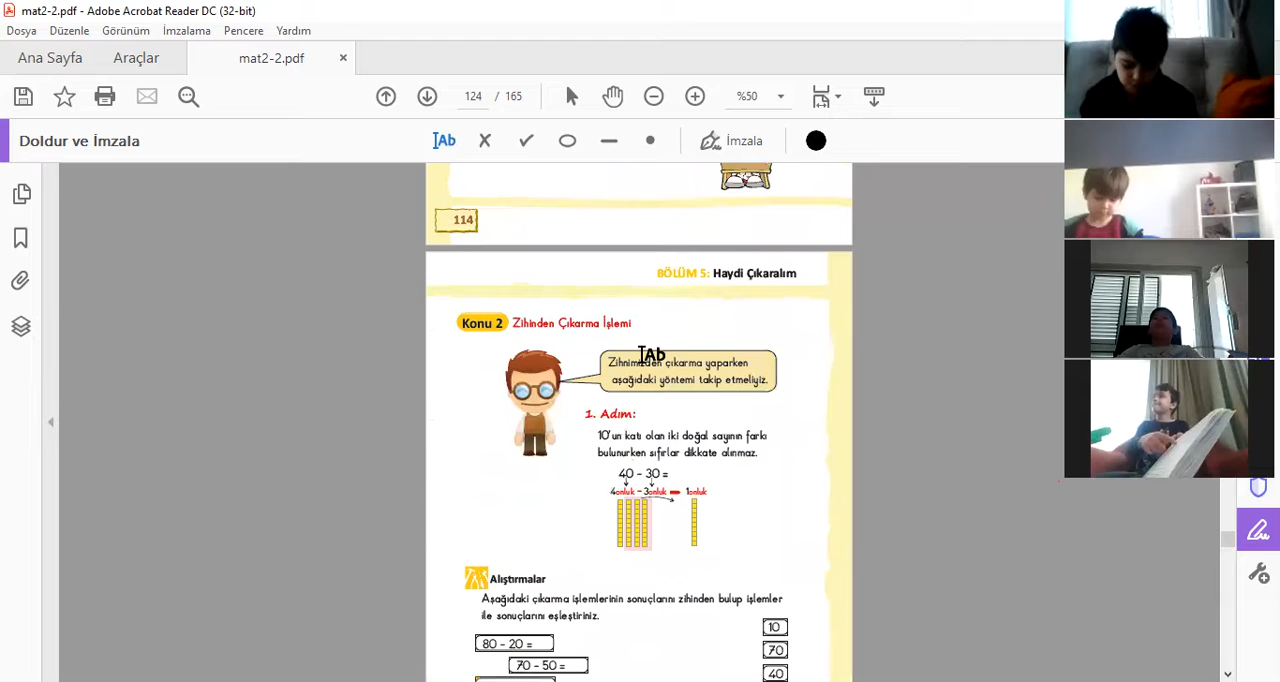 mat2-2.pdf - Adobe Acrobat Reader DC (32-bit)
Dosya Düzenle Görünüm İmzalama Pencere Yardım
Ana Sayfa Araçlar mat2-2.pdf ×
124 / 165 %50
Doldur ve İmzala
IAb
İmzala
114
BÖLÜM 5: Haydi Çıkaralım
Konu 2 Zihinden Çıkarma İşlemi
IAb
Zihnimizden çıkarma yaparken
aşağıdaki yöntemi takip etmeliyiz.
1. Adım:
10'un katı olan iki doğal sayının farkı
bulunurken sıfırlar dikkate alınmaz.
40 - 30 =
4onluk - 3onluk = 1onluk
Alıştırmalar
Aşağıdaki çıkarma işlemlerinin sonuçlarını zihinden bulup işlemler
ile sonuçlarını eşleştiriniz.
10
80 - 20 =
70
70 - 50 =
40